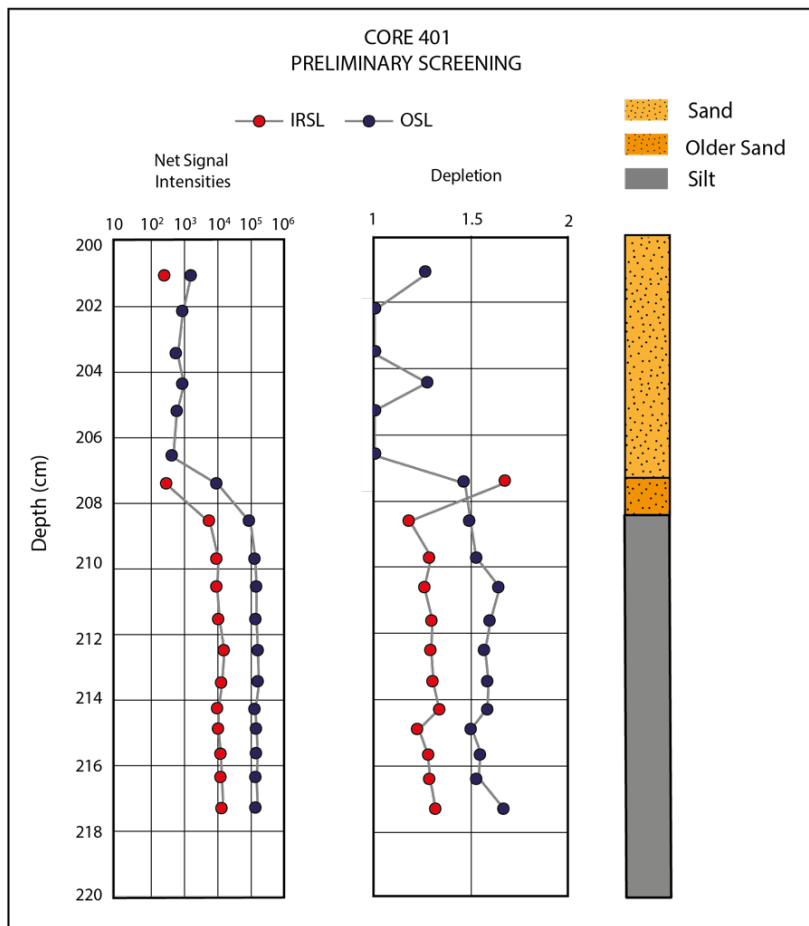 CORE 401
PRELIMINARY SCREENING
IRSL OSL
Sand
Older Sand
Silt
Net Signal
Intensities
Depletion
10 10² 10³ 10⁴ 10⁵ 10⁶
1 1.5 2
Depth (cm)
200
202
204
206
208
210
212
214
216
218
220